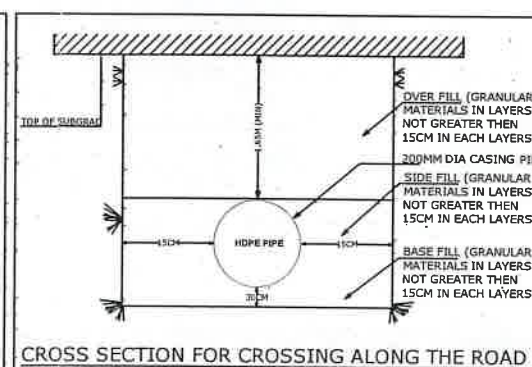 OVER FILL (GRANULAR
MATERIALS IN LAYERS
NOT GREATER THEN
15CM IN EACH LAYERS
TOP OF SUBGRAD
1.65M (MIN)
200MM DIA CASING PI
SIDE FILL (GRANULAR
MATERIALS IN LAYERS
NOT GREATER THEN
15CM IN EACH LAYERS
15CM
HDPE PIPE
15CM
BASE FILL (GRANULAR
MATERIALS IN LAYERS
NOT GREATER THEN
15CM IN EACH LAYERS
30CM
CROSS SECTION FOR CROSSING ALONG THE ROAD